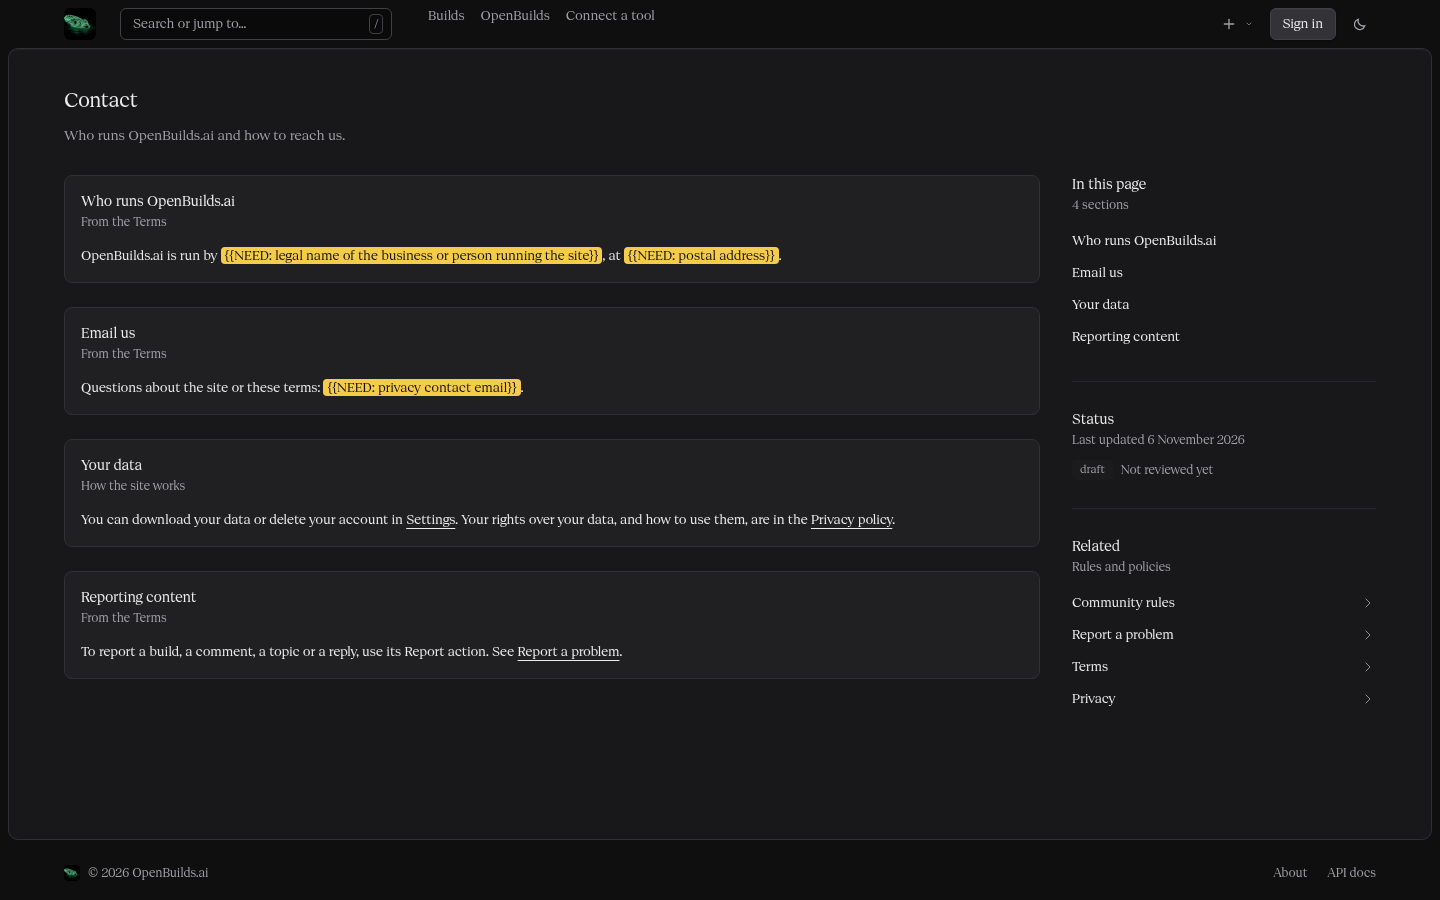 Search or jump to...
/
Builds
OpenBuilds
Connect a tool
Sign in
Contact
Who runs OpenBuilds.ai and how to reach us.
Who runs OpenBuilds.ai
From the Terms
OpenBuilds.ai is run by {{NEED: legal name of the business or person running the site}}, at {{NEED: postal address}}.
Email us
From the Terms
Questions about the site or these terms: {{NEED: privacy contact email}}.
Your data
How the site works
You can download your data or delete your account in Settings. Your rights over your data, and how to use them, are in the Privacy policy.
Reporting content
From the Terms
To report a build, a comment, a topic or a reply, use its Report action. See Report a problem.
In this page
4 sections
Who runs OpenBuilds.ai
Email us
Your data
Reporting content
Status
Last updated 6 November 2026
draft Not reviewed yet
Related
Rules and policies
Community rules
Report a problem
Terms
Privacy
© 2026 OpenBuilds.ai
About
API docs